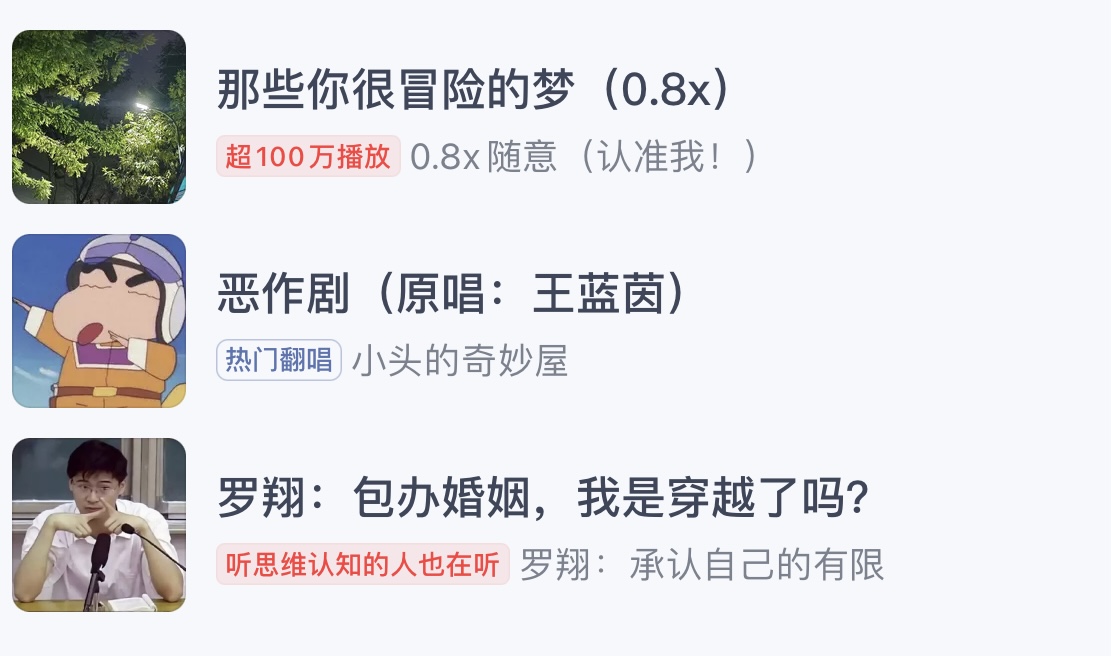 那些你很冒险的梦（0.8x）
超100万播放 0.8x随意（认准我！）
恶作剧（原唱：王蓝茵）
热门翻唱 小头的奇妙屋
罗翔：包办婚姻，我是穿越了吗？
听思维认知的人也在听 罗翔：承认自己的有限